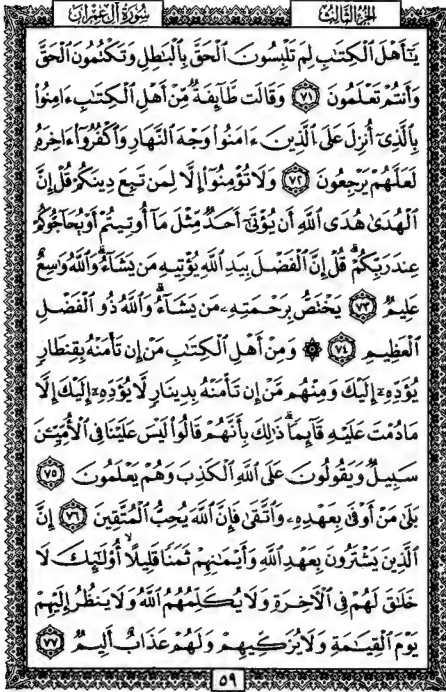 الجزء الثالث
سورة آل عمران
يَٰٓأَهْلَ ٱلْكِتَٰبِ لِمَ تَلْبِسُونَ ٱلْحَقَّ بِٱلْبَٰطِلِ وَتَكْتُمُونَ ٱلْحَقَّ
وَأَنتُمْ تَعْلَمُونَ ٧١ وَقَالَت طَّآئِفَةٌ مِّنْ أَهْلِ ٱلْكِتَٰبِ ءَامِنُوا۟
بِٱلَّذِىٓ أُنزِلَ عَلَى ٱلَّذِينَ ءَامَنُوا۟ وَجْهَ ٱلنَّهَارِ وَٱكْفُرُوٓا۟ ءَاخِرَهُۥ
لَعَلَّهُمْ يَرْجِعُونَ ٧٢ وَلَا تُؤْمِنُوٓا۟ إِلَّا لِمَن تَبِعَ دِينَكُمْ قُلْ إِنَّ
ٱلْهُدَىٰ هُدَى ٱللَّهِ أَن يُؤْتَىٰٓ أَحَدٌ مِّثْلَ مَآ أُوتِيتُمْ أَوْ يُحَآجُّوكُمْ
عِندَ رَبِّكُمْ ۗ قُلْ إِنَّ ٱلْفَضْلَ بِيَدِ ٱللَّهِ يُؤْتِيهِ مَن يَشَآءُ ۗ وَٱللَّهُ وَٰسِعٌ
عَلِيمٌ ٧٣ يَخْتَصُّ بِرَحْمَتِهِۦ مَن يَشَآءُ ۗ وَٱللَّهُ ذُو ٱلْفَضْلِ
ٱلْعَظِيمِ ٧٤ ۞ وَمِنْ أَهْلِ ٱلْكِتَٰبِ مَنْ إِن تَأْمَنْهُ بِقِنطَارٍ
يُؤَدِّهِۦٓ إِلَيْكَ وَمِنْهُم مَّنْ إِن تَأْمَنْهُ بِدِينَارٍ لَّا يُؤَدِّهِۦٓ إِلَيْكَ إِلَّا
مَا دُمْتَ عَلَيْهِ قَآئِمًا ۗ ذَٰلِكَ بِأَنَّهُمْ قَالُوا۟ لَيْسَ عَلَيْنَا فِى ٱلْأُمِّيِّۦنَ
سَبِيلٌ وَيَقُولُونَ عَلَى ٱللَّهِ ٱلْكَذِبَ وَهُمْ يَعْلَمُونَ ٧٥
بَلَىٰ مَنْ أَوْفَىٰ بِعَهْدِهِۦ وَٱتَّقَىٰ فَإِنَّ ٱللَّهَ يُحِبُّ ٱلْمُتَّقِينَ ٧٦ إِنَّ
ٱلَّذِينَ يَشْتَرُونَ بِعَهْدِ ٱللَّهِ وَأَيْمَٰنِهِمْ ثَمَنًا قَلِيلًا أُو۟لَٰٓئِكَ لَا
خَلَٰقَ لَهُمْ فِى ٱلْءَاخِرَةِ وَلَا يُكَلِّمُهُمُ ٱللَّهُ وَلَا يَنظُرُ إِلَيْهِمْ
يَوْمَ ٱلْقِيَٰمَةِ وَلَا يُزَكِّيهِمْ وَلَهُمْ عَذَابٌ أَلِيمٌ ٧٧
٥٩